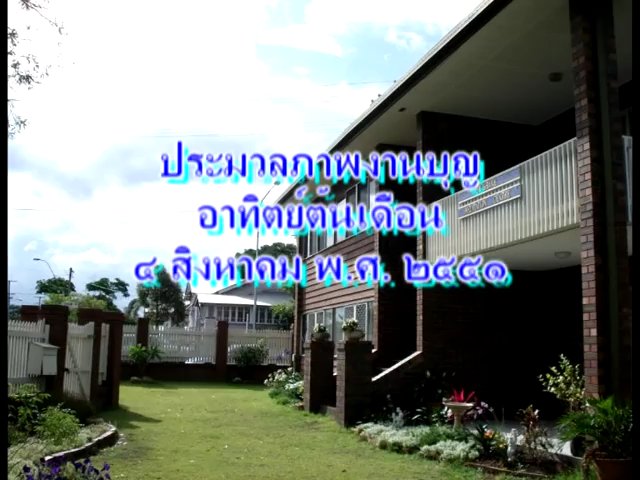 ประมวลภาพงานบุญ
อาทิตย์ต้นเดือน
๔ สิงหาคม พ.ศ. ๒๕๕๑